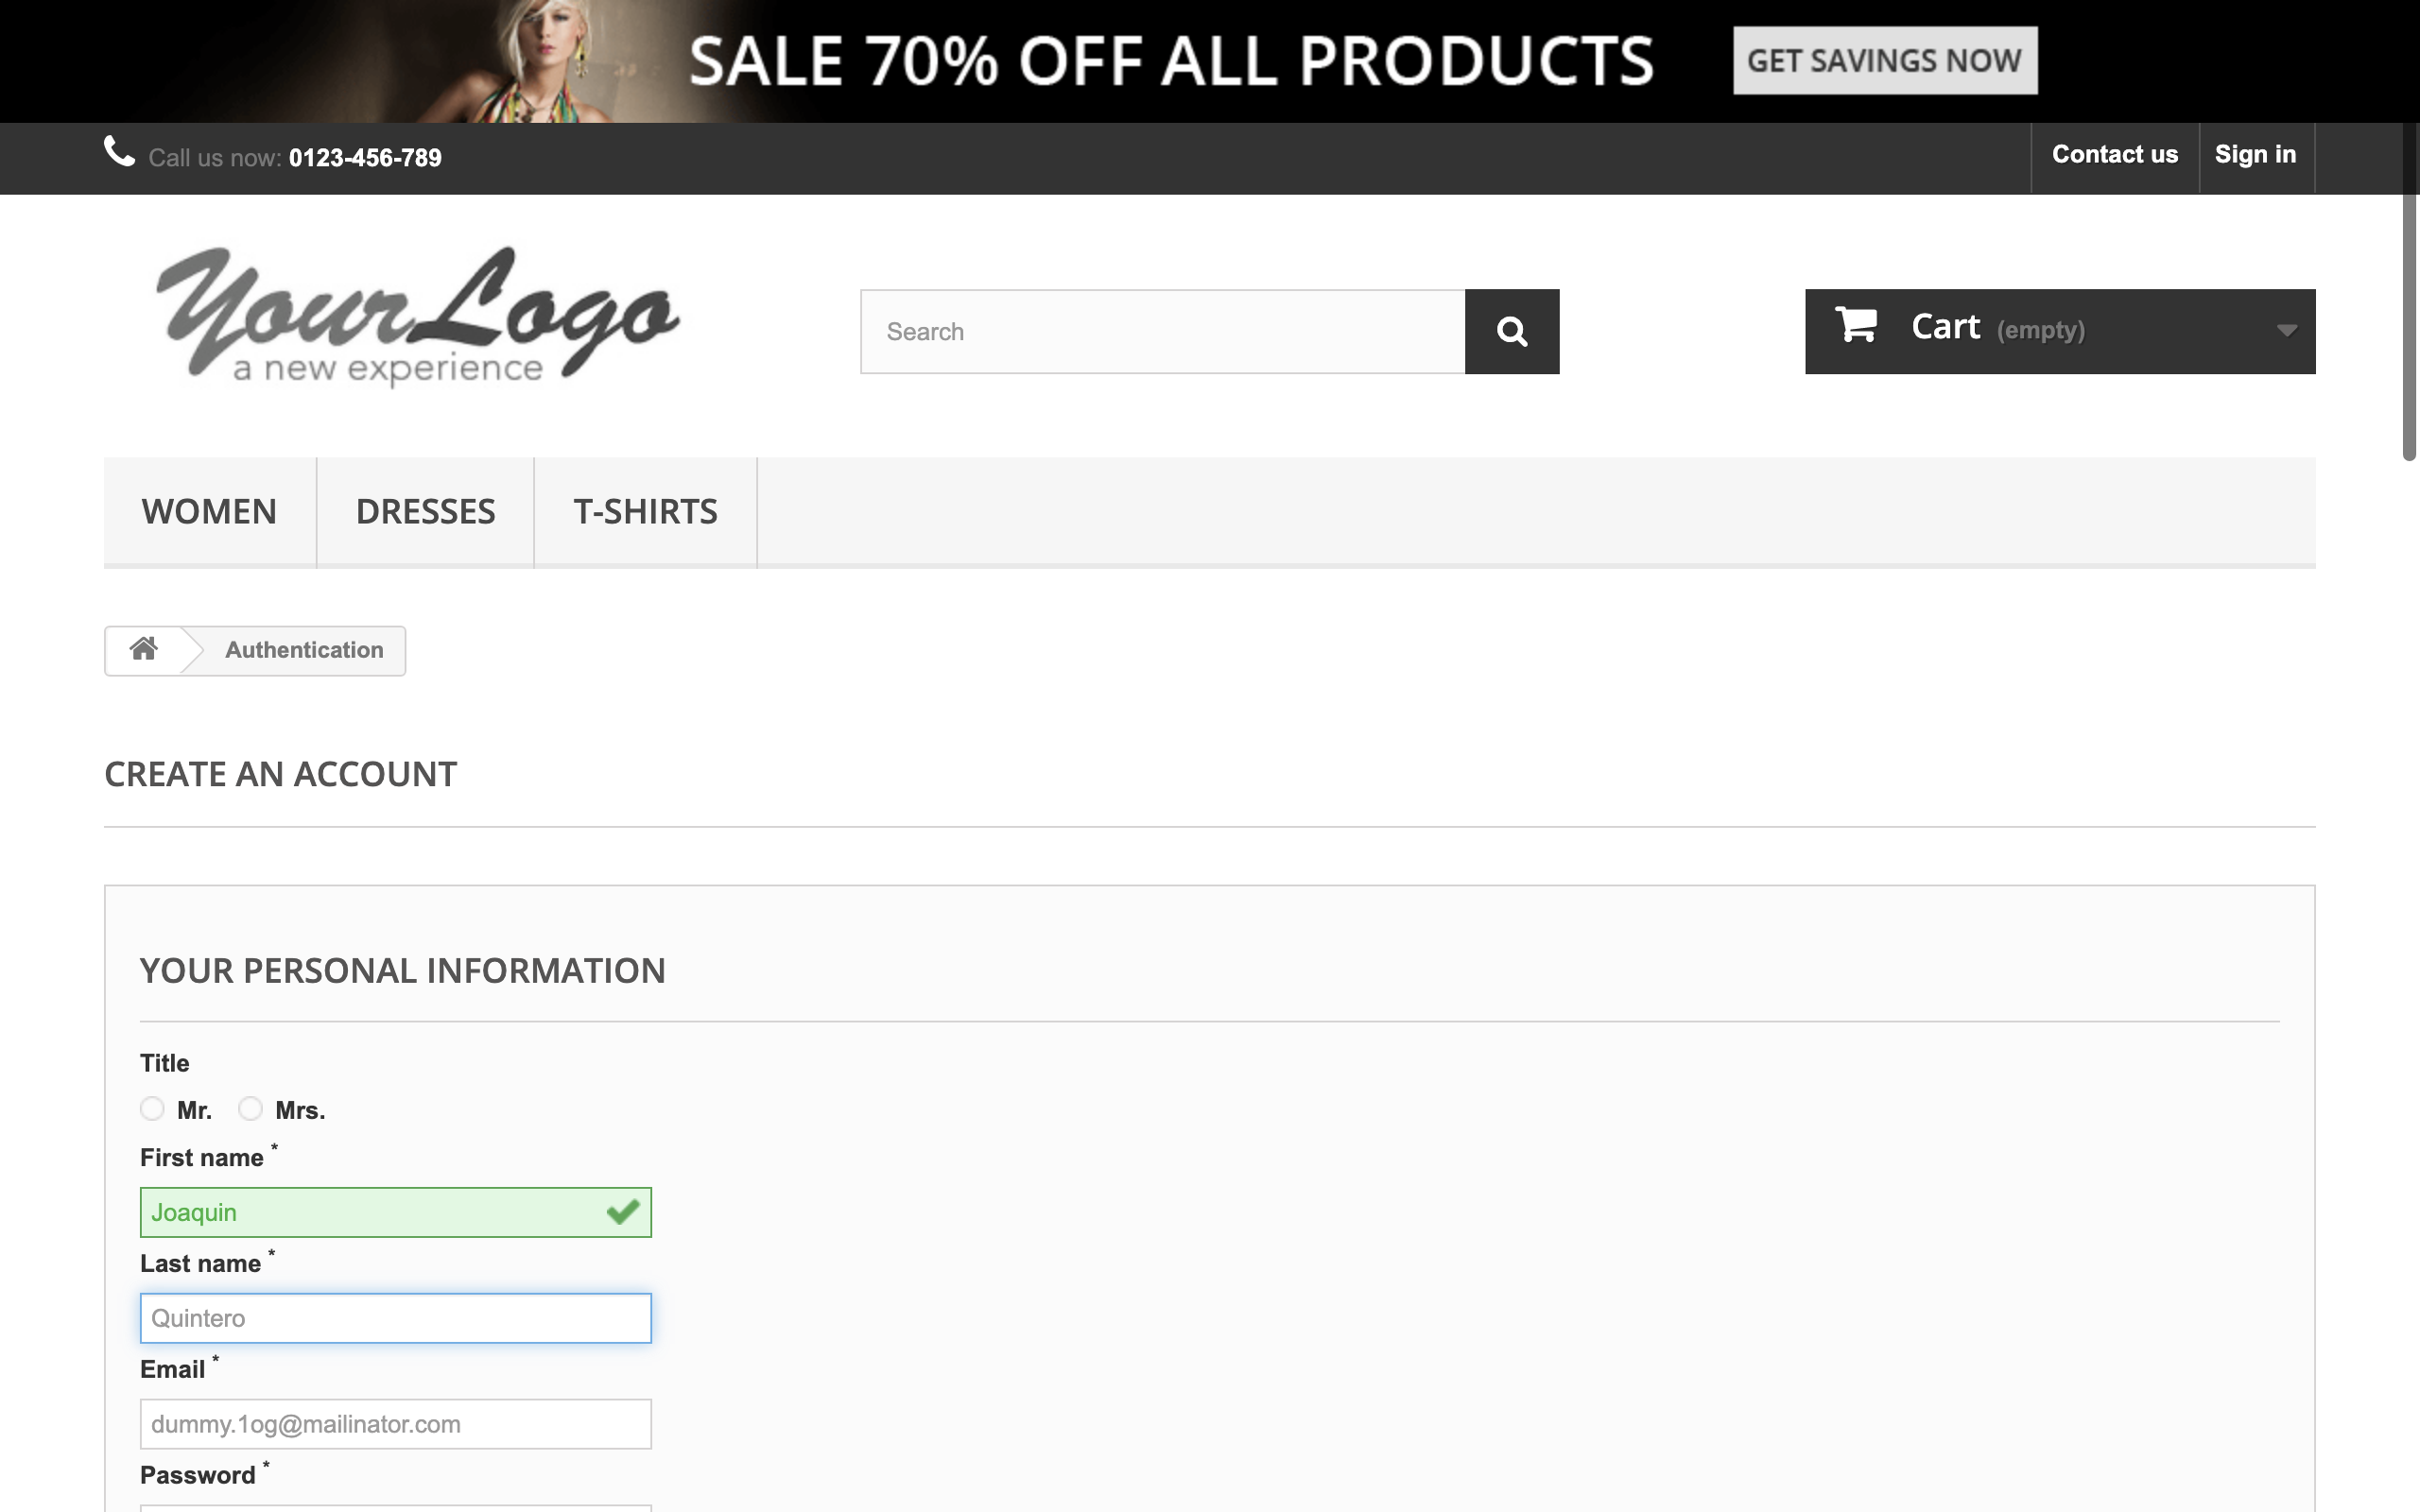 SALE 70% OFF ALL PRODUCTS GET SAVINGS NOW
Call us now: 0123-456-789 Contact us Sign in
YourLogo
a new experience
Search
Cart (empty)
WOMEN DRESSES T-SHIRTS
Authentication
CREATE AN ACCOUNT
YOUR PERSONAL INFORMATION
Title
Mr. Mrs.
First name *
Joaquin
Last name *
Quintero
Email *
dummy.1og@mailinator.com
Password *